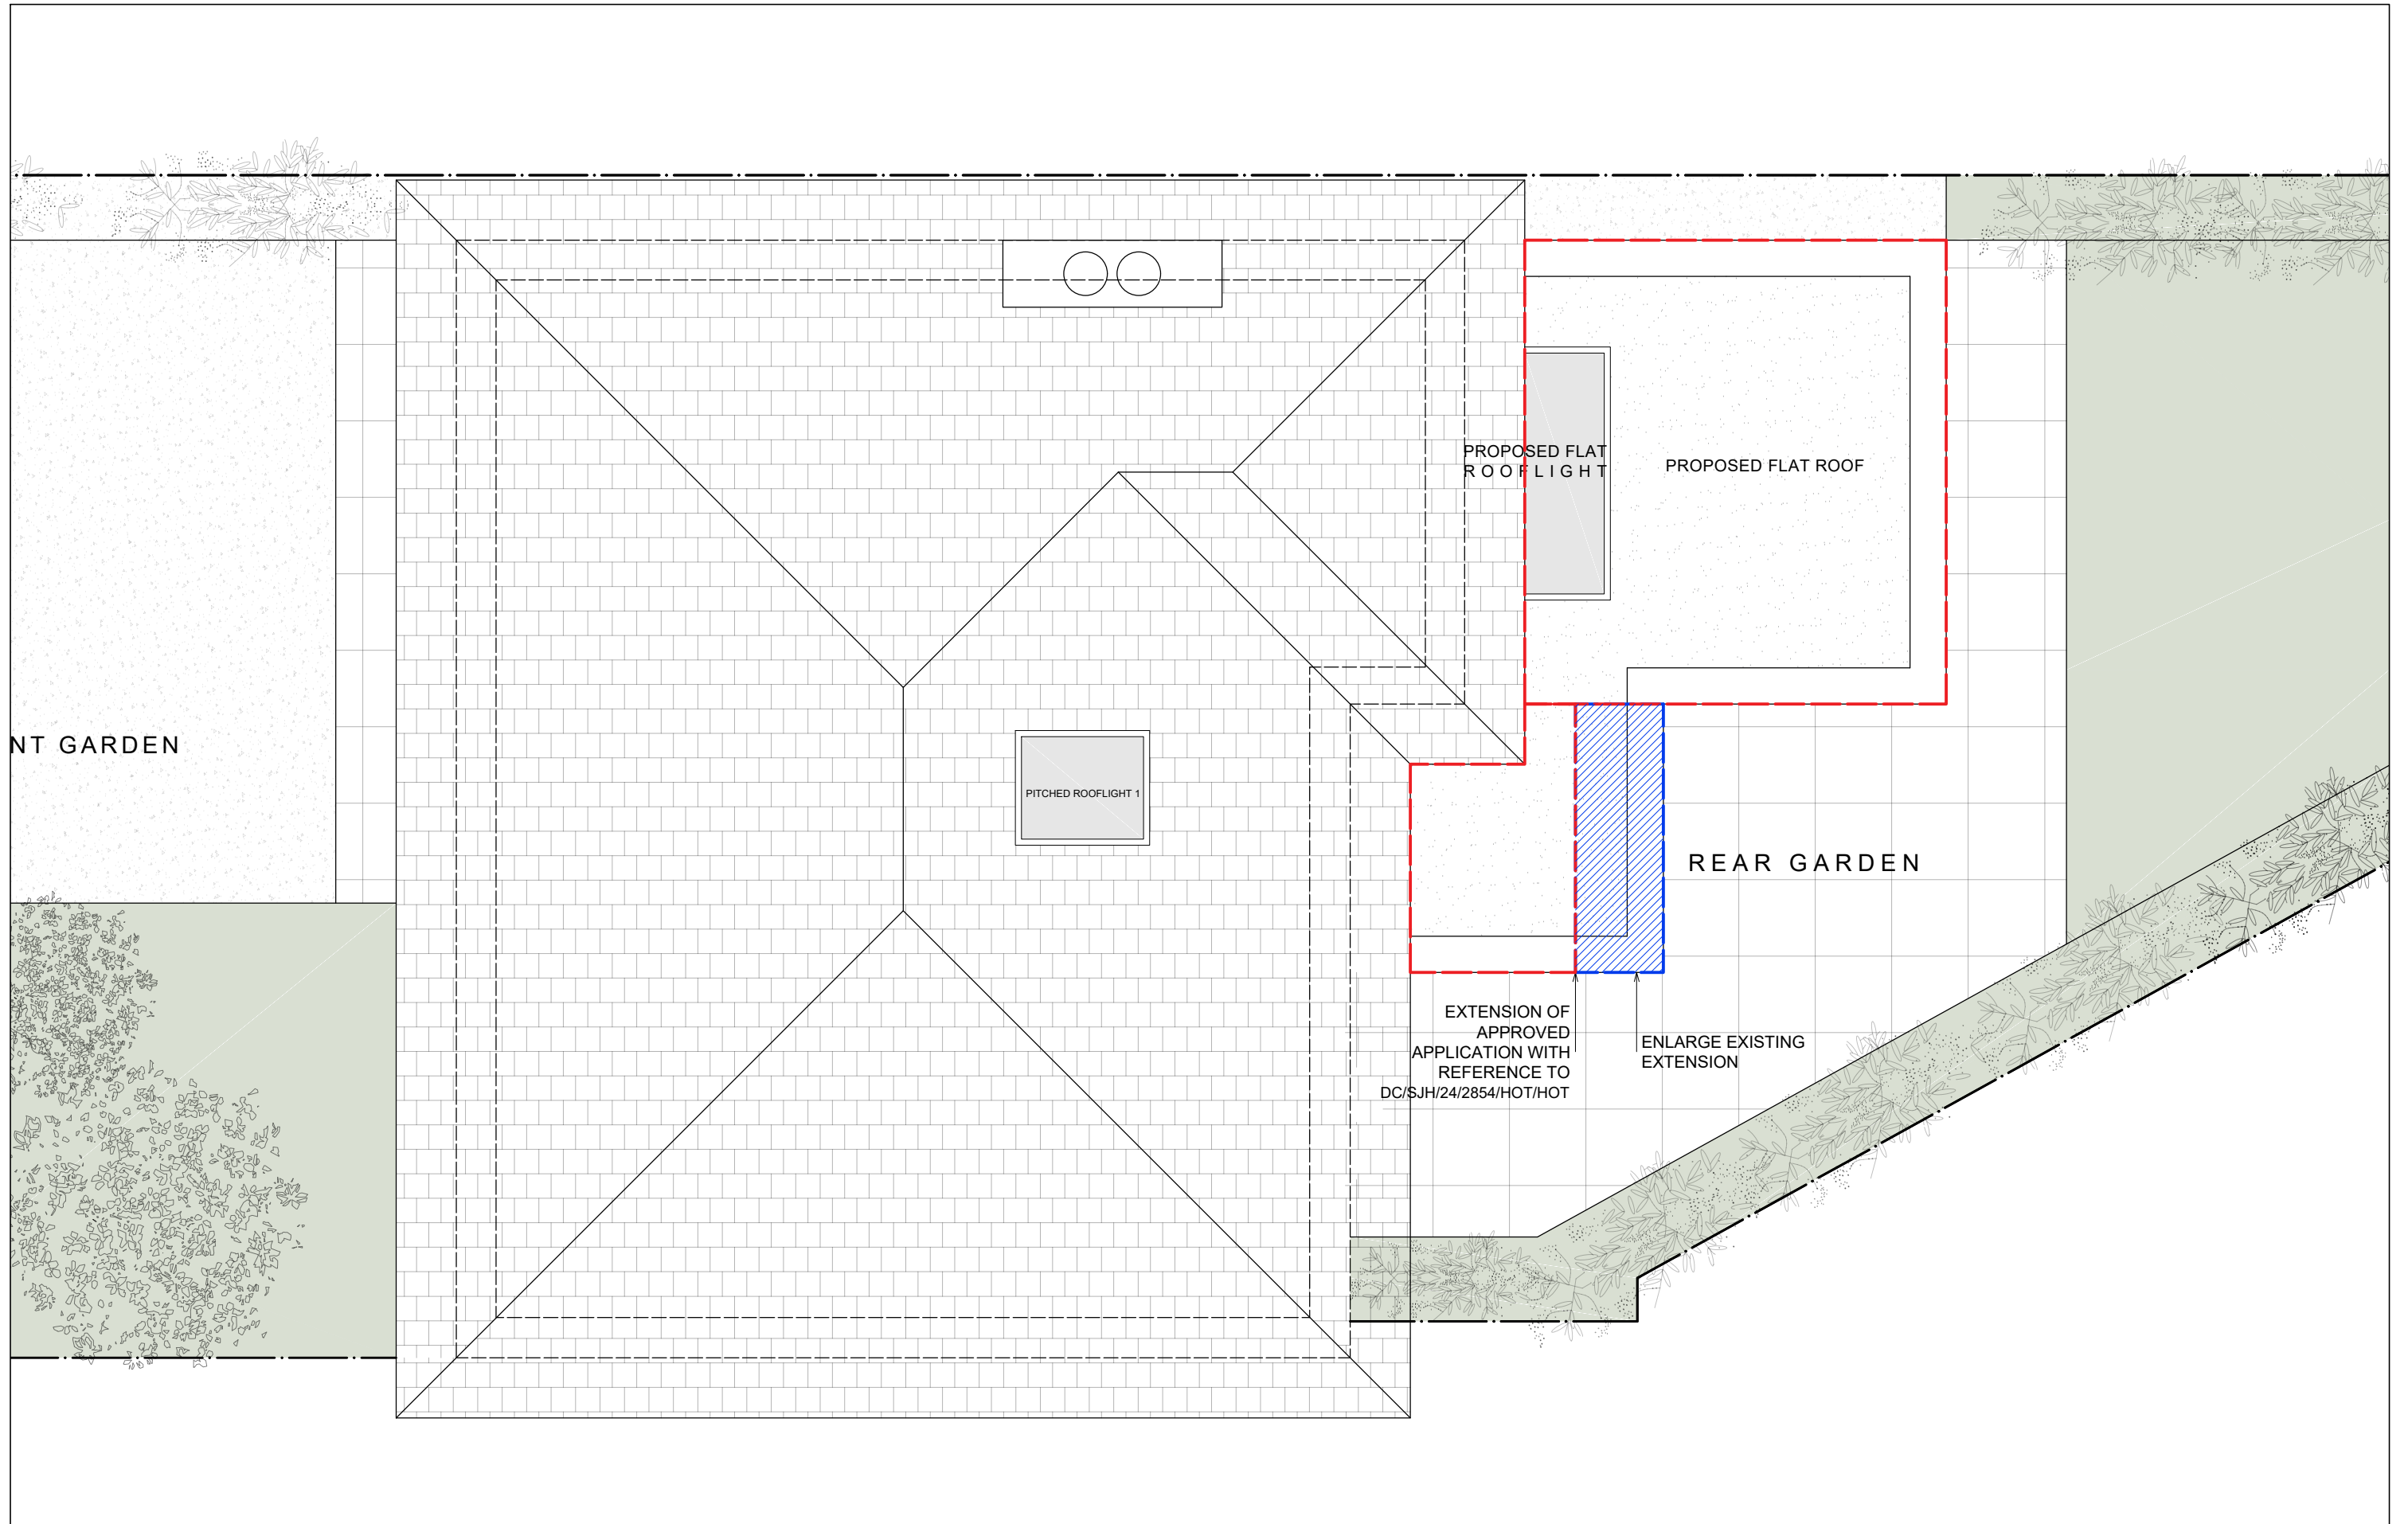 PROPOSED FLAT
ROOFLIGHT
PROPOSED FLAT ROOF
NT GARDEN
PITCHED ROOFLIGHT 1
REAR GARDEN
EXTENSION OF
APPROVED
APPLICATION WITH
REFERENCE TO
DC/SJH/24/2854/HOT/HOT
ENLARGE EXISTING
EXTENSION